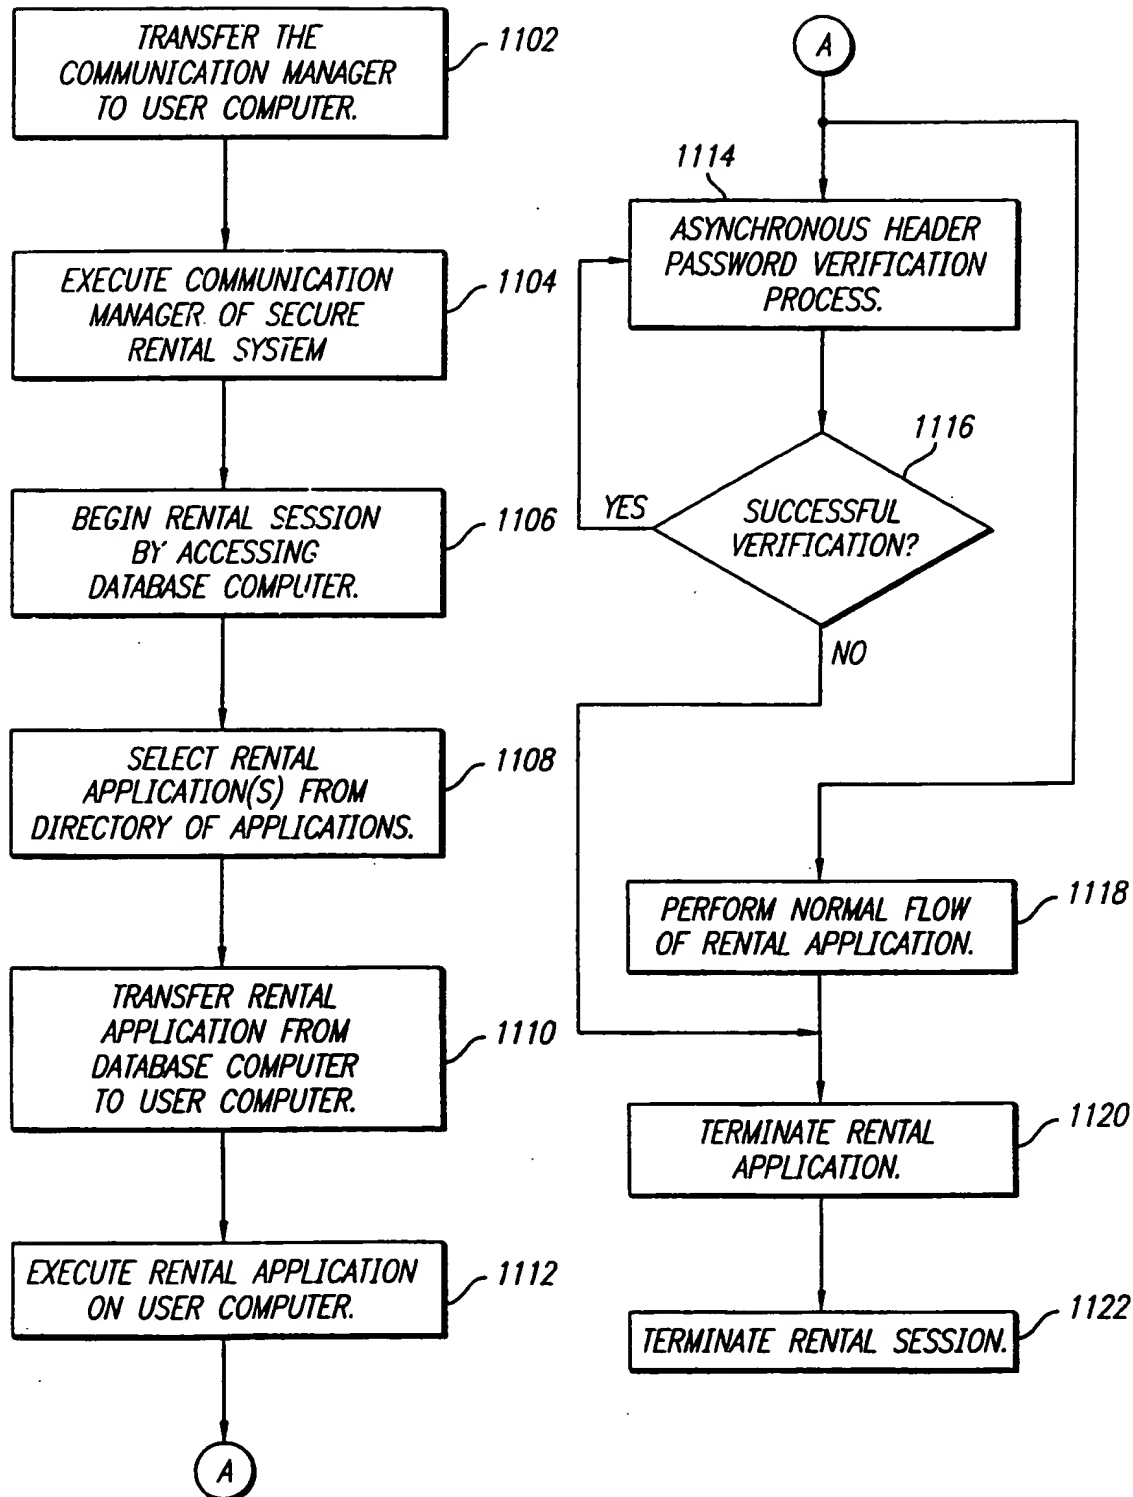 TRANSFER THE
COMMUNICATION MANAGER
TO USER COMPUTER.
1102
EXECUTE COMMUNICATION
MANAGER OF SECURE
RENTAL SYSTEM
1104
BEGIN RENTAL SESSION
BY ACCESSING
DATABASE COMPUTER.
1106
SELECT RENTAL
APPLICATION(S) FROM
DIRECTORY OF APPLICATIONS.
1108
TRANSFER RENTAL
APPLICATION FROM
DATABASE COMPUTER
TO USER COMPUTER.
1110
EXECUTE RENTAL APPLICATION
ON USER COMPUTER.
1112
A
A
1114
ASYNCHRONOUS HEADER
PASSWORD VERIFICATION
PROCESS.
1116
SUCCESSFUL
VERIFICATION?
YES
NO
PERFORM NORMAL FLOW
OF RENTAL APPLICATION.
1118
TERMINATE RENTAL
APPLICATION.
1120
TERMINATE RENTAL SESSION.
1122